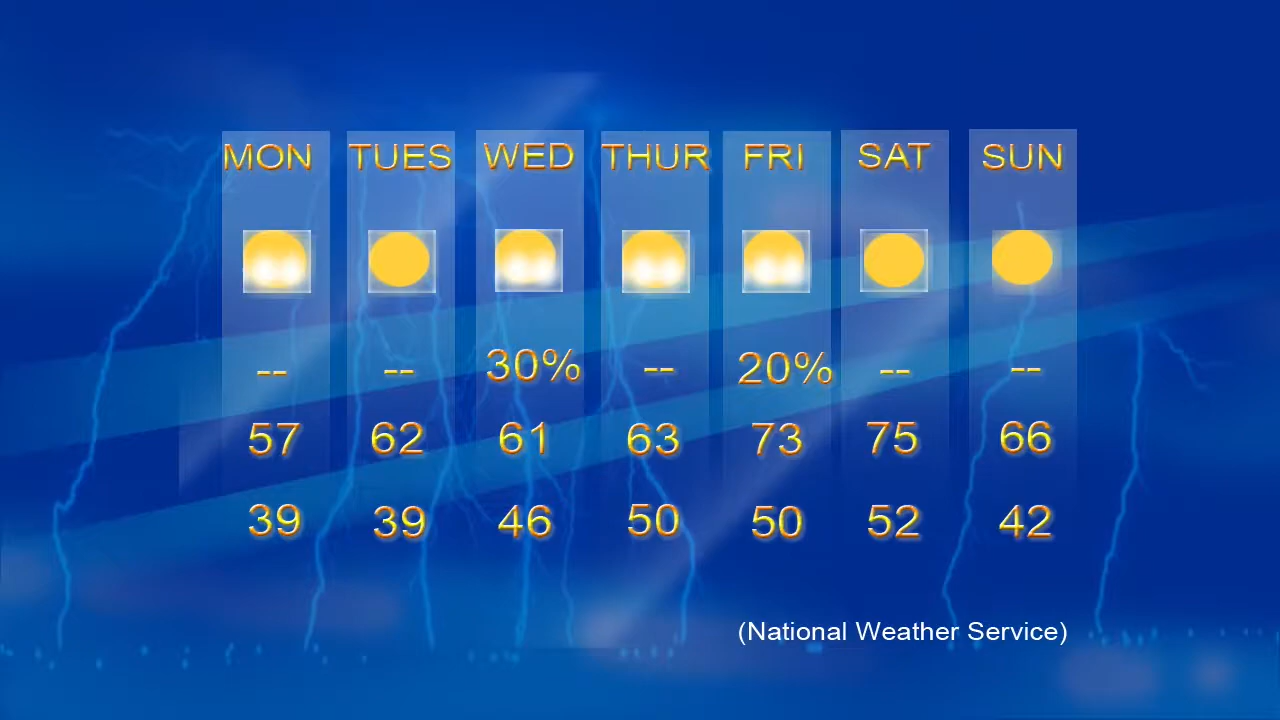 MON TUES WED THUR FRI SAT SUN
-- -- 30% -- 20% -- --
57 62 61 63 73 75 66
39 39 46 50 50 52 42
(National Weather Service)